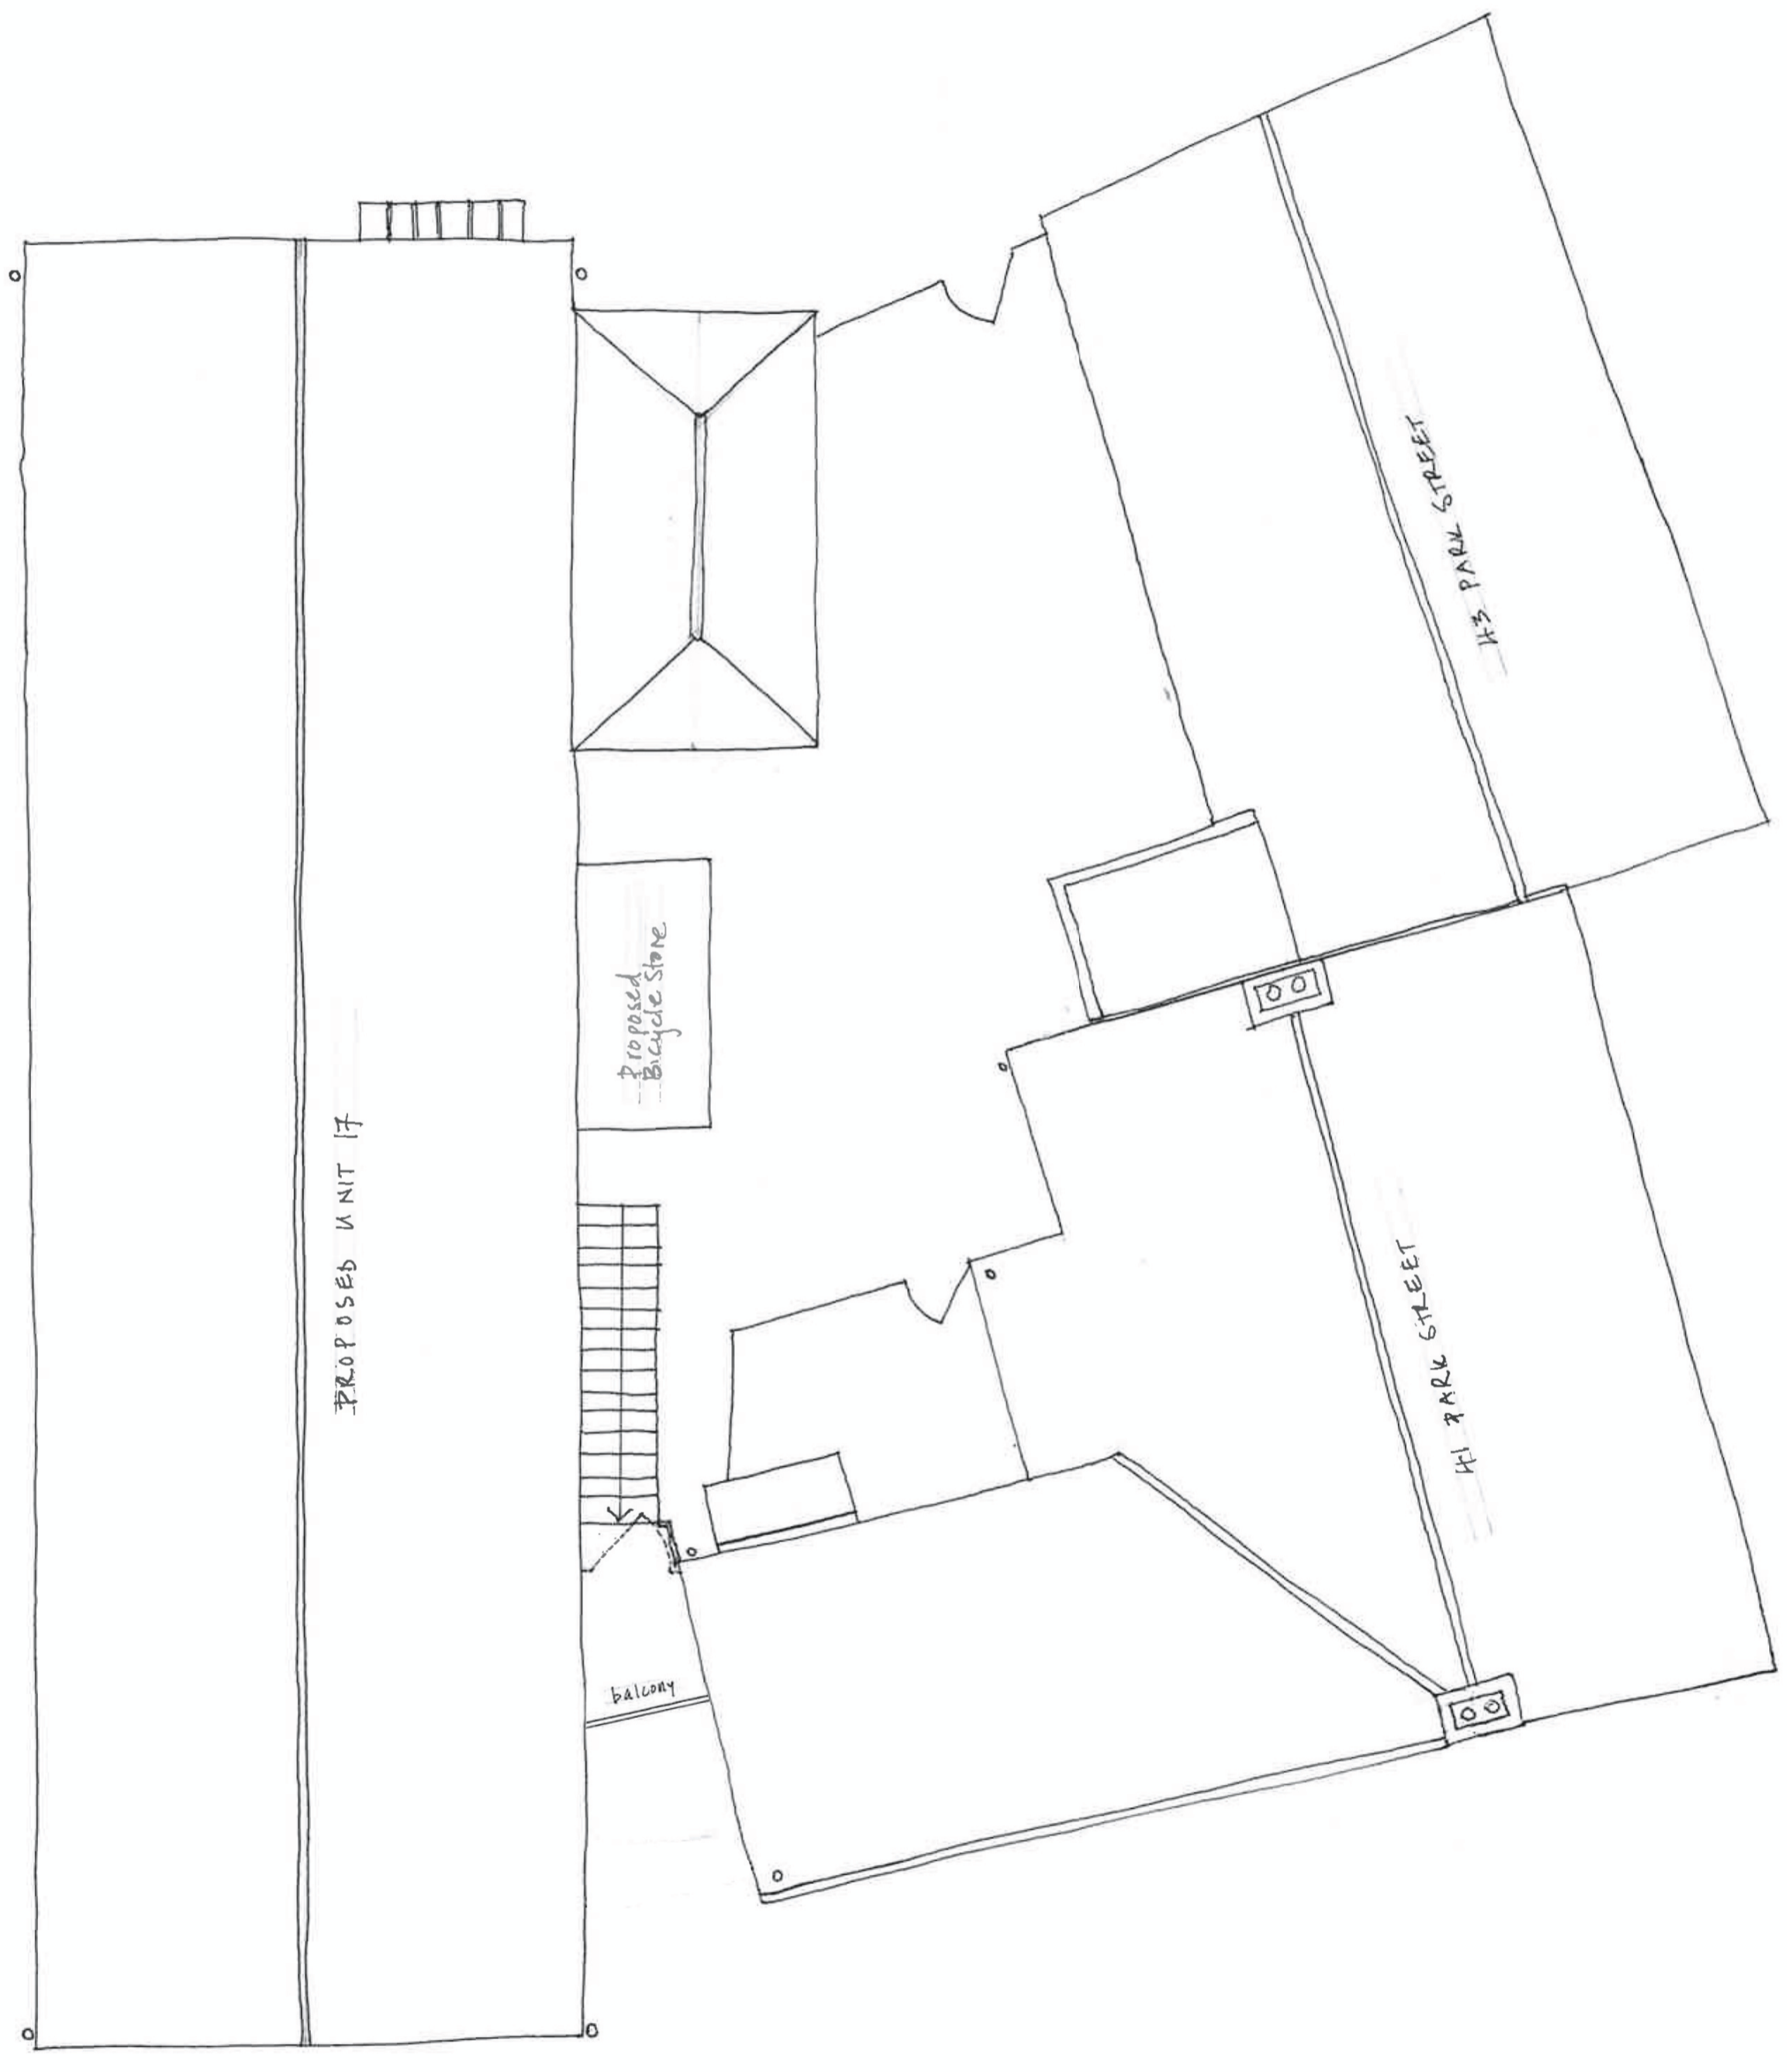 PROPOSED UNIT 17
Proposed
Bicycle Store
balcony
43 PARK STREET
41 PARK STREET